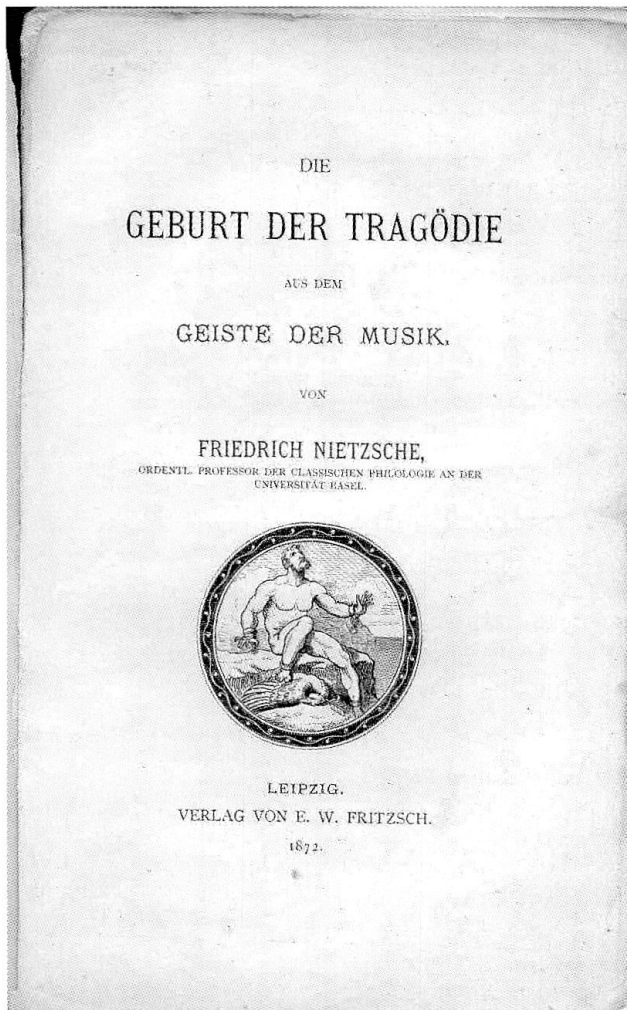 DIE
GEBURT DER TRAGÖDIE
AUS DEM
GEISTE DER MUSIK.
VON
FRIEDRICH NIETZSCHE,
ORDENTL. PROFESSOR DER CLASSISCHEN PHILOLOGIE AN DER
UNIVERSITÄT BASEL.
LEIPZIG.
VERLAG VON E. W. FRITZSCH.
1872.